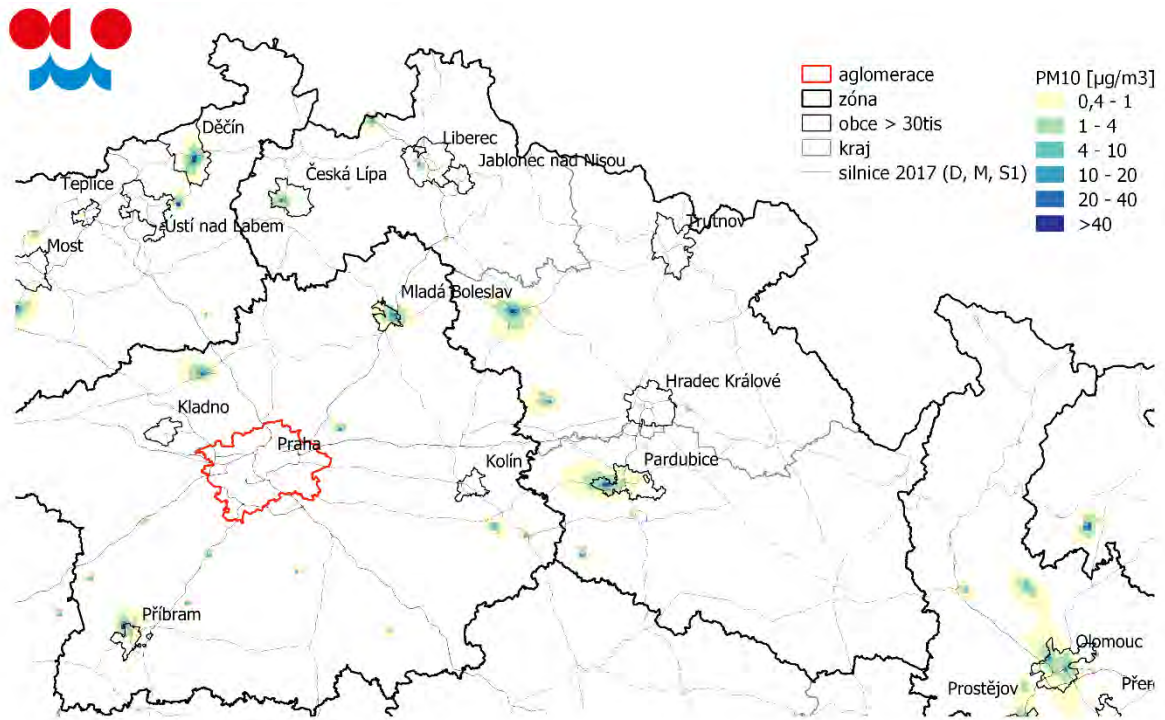 aglomerace
zóna
obce > 30tis
kraj
silnice 2017 (D, M, S1)
PM10 [µg/m3]
0,4 - 1
1 - 4
4 - 10
10 - 20
20 - 40
>40
Děčín
Liberec
Jablonec nad Nisou
Česká Lípa
Teplice
Ústí nad Labem
Trutnov
Most
Mladá Boleslav
Hradec Králové
Kladno
Praha
Kolín
Pardubice
Příbram
Olomouc
Prostějov
Přer